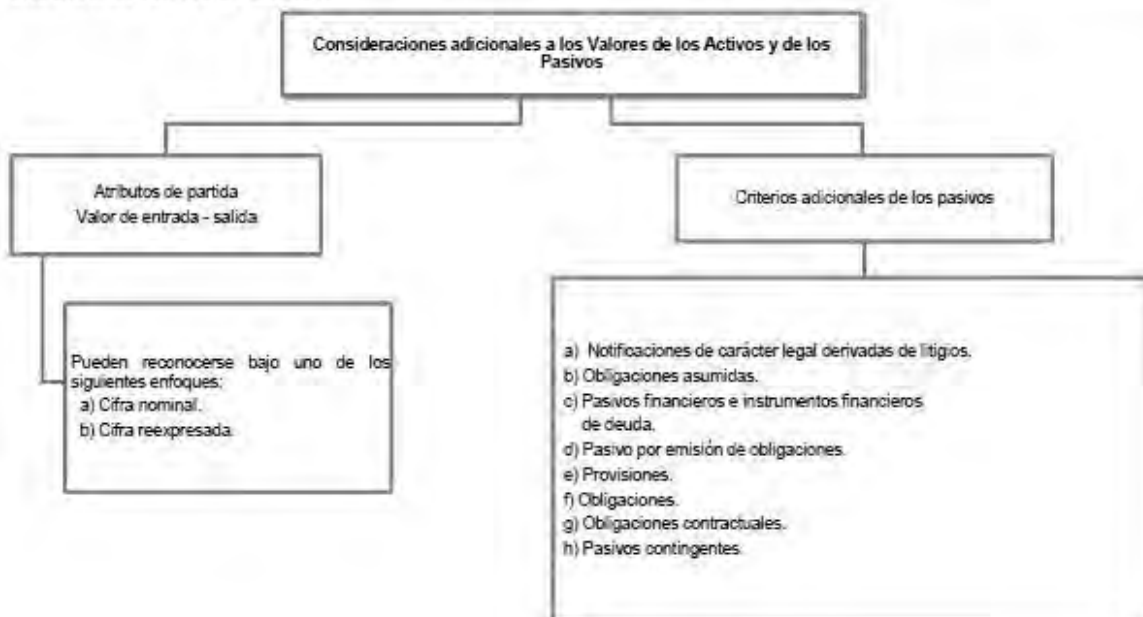 Consideraciones adicionales a los Valores de los Activos y de los
Pasivos
Atributos de partida
Valor de entrada - salida
Criterios adicionales de los pasivos
Pueden reconocerse bajo uno de los
siguientes enfoques:
a) Cifra nominal.
b) Cifra reexpresada.
a) Notificaciones de carácter legal derivadas de litigios.
b) Obligaciones asumidas.
c) Pasivos financieros e instrumentos financieros
de deuda.
d) Pasivo por emisión de obligaciones.
e) Provisiones.
f) Obligaciones.
g) Obligaciones contractuales.
h) Pasivos contingentes.